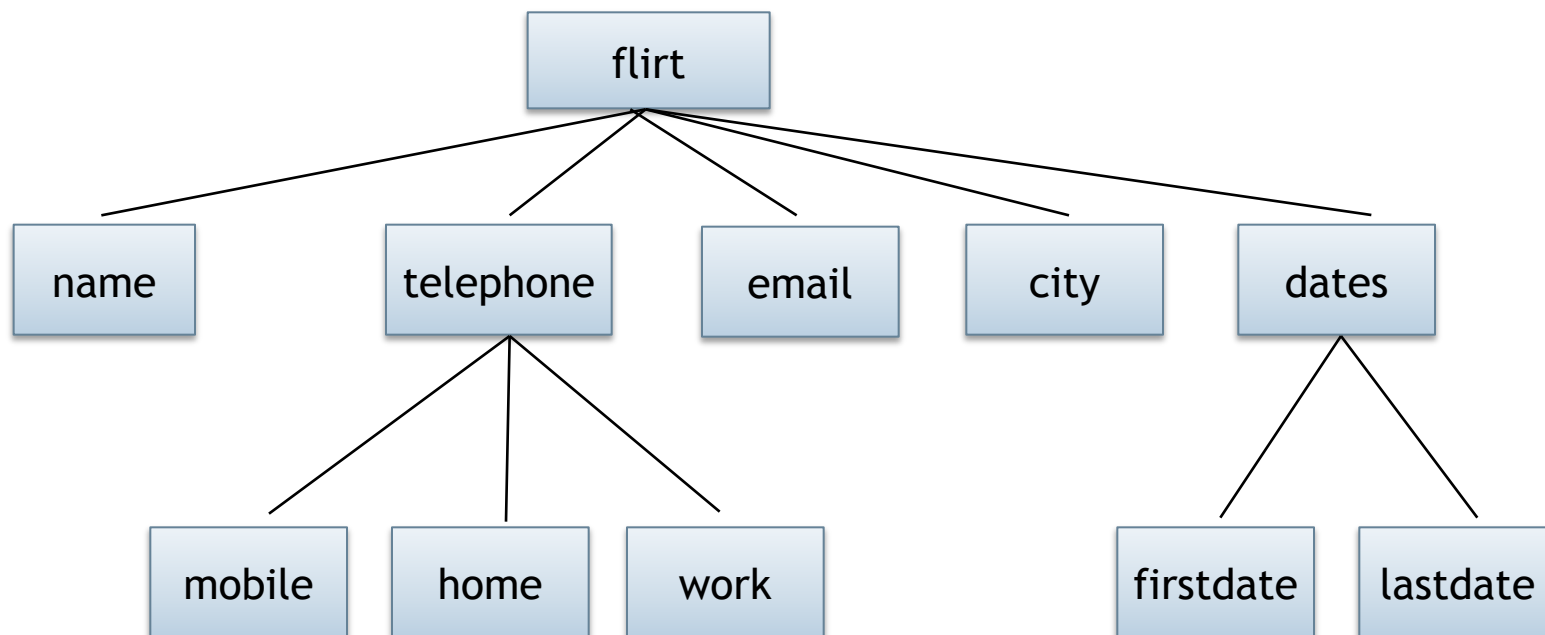 flirt
name
telephone
email
city
dates
mobile
home
work
firstdate
lastdate